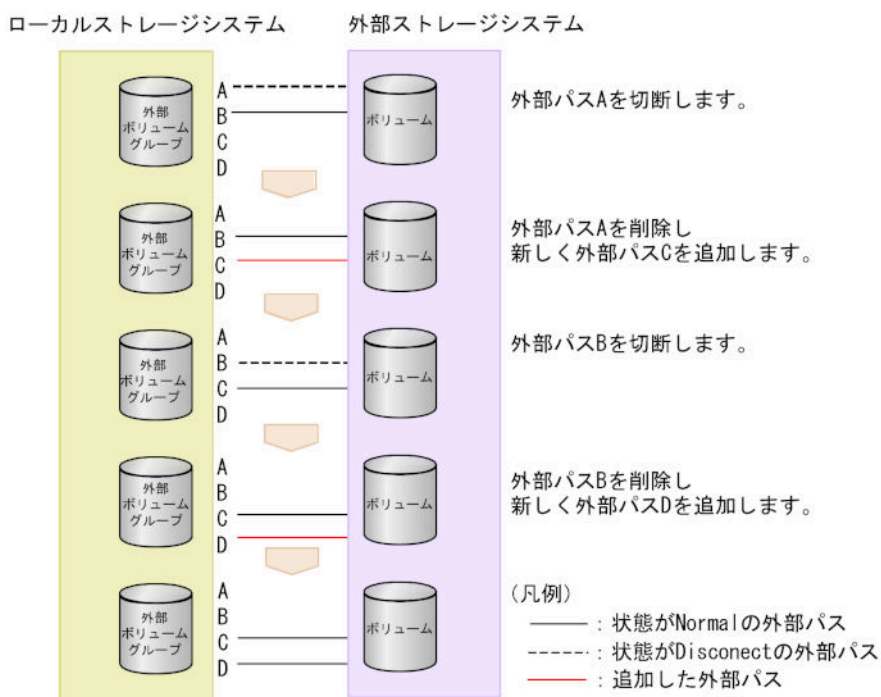 ローカルストレージシステム
外部ストレージシステム
外部
ボリューム
グループ
A
B
C
D
ボリューム
外部パスAを切断します。
外部
ボリューム
グループ
A
B
C
D
ボリューム
外部パスAを削除し
新しく外部パスCを追加します。
外部
ボリューム
グループ
A
B
C
D
ボリューム
外部パスBを切断します。
外部
ボリューム
グループ
A
B
C
D
ボリューム
外部パスBを削除し
新しく外部パスDを追加します。
外部
ボリューム
グループ
A
B
C
D
ボリューム
(凡例)
：状態がNormalの外部パス
：状態がDisconectの外部パス
：追加した外部パス